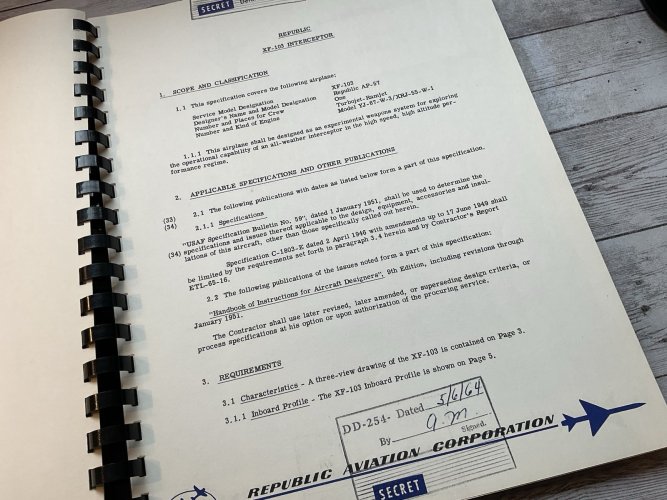 SECRET
REPUBLIC
XF-103 INTERCEPTOR
1. SCOPE AND CLASSIFICATION
1.1 This specification covers the following airplane:
Service Model Designation XF-103
Designer's Name and Model Designation Republic AP-57
Number and Places for Crew One
Number and Kind of Engine Turbojet-Ramjet
Model YJ-67-W-3/XRJ-55-W-1
1.1.1 This airplane shall be designed as an experimental weapons system for exploring
the operational capability of an all-weather interceptor in the high speed, high altitude per-
formance regime.
2. APPLICABLE SPECIFICATIONS AND OTHER PUBLICATIONS
(33) 2.1 The following publications with dates as listed below form a part of this specification.
(34) 2.1.1 Specifications
"USAF Specification Bulletin No. 59", dated 1 January 1951, shall be used to determine the
(34) specifications and issues thereof applicable to the design, equipment, accessories and instal-
lations of this aircraft, other than those specifically called out herein.
Specification C-1803-E dated 2 April 1946 with amendments up to 17 June 1949 shall
be limited by the requirements set forth in paragraph 3.4 herein and by Contractor's Report
ETL-65-16.
2.2 The following publications of the issues noted form a part of this specification:
"Handbook of Instructions for Aircraft Designers", 9th Edition, including revisions through
January 1951.
The Contractor shall use later revised, later amended, or superseding design criteria, or
process specifications at his option or upon authorization of the procuring service.
3. REQUIREMENTS
3.1 Characteristics - A three-view drawing of the XF-103 is contained on Page 3.
3.1.1 Inboard Profile - The XF-103 Inboard Profile is shown on Page 5.
DD-254- Dated 5/6/64
By G.M.
Signed.
REPUBLIC AVIATION CORPORATION
SECRET